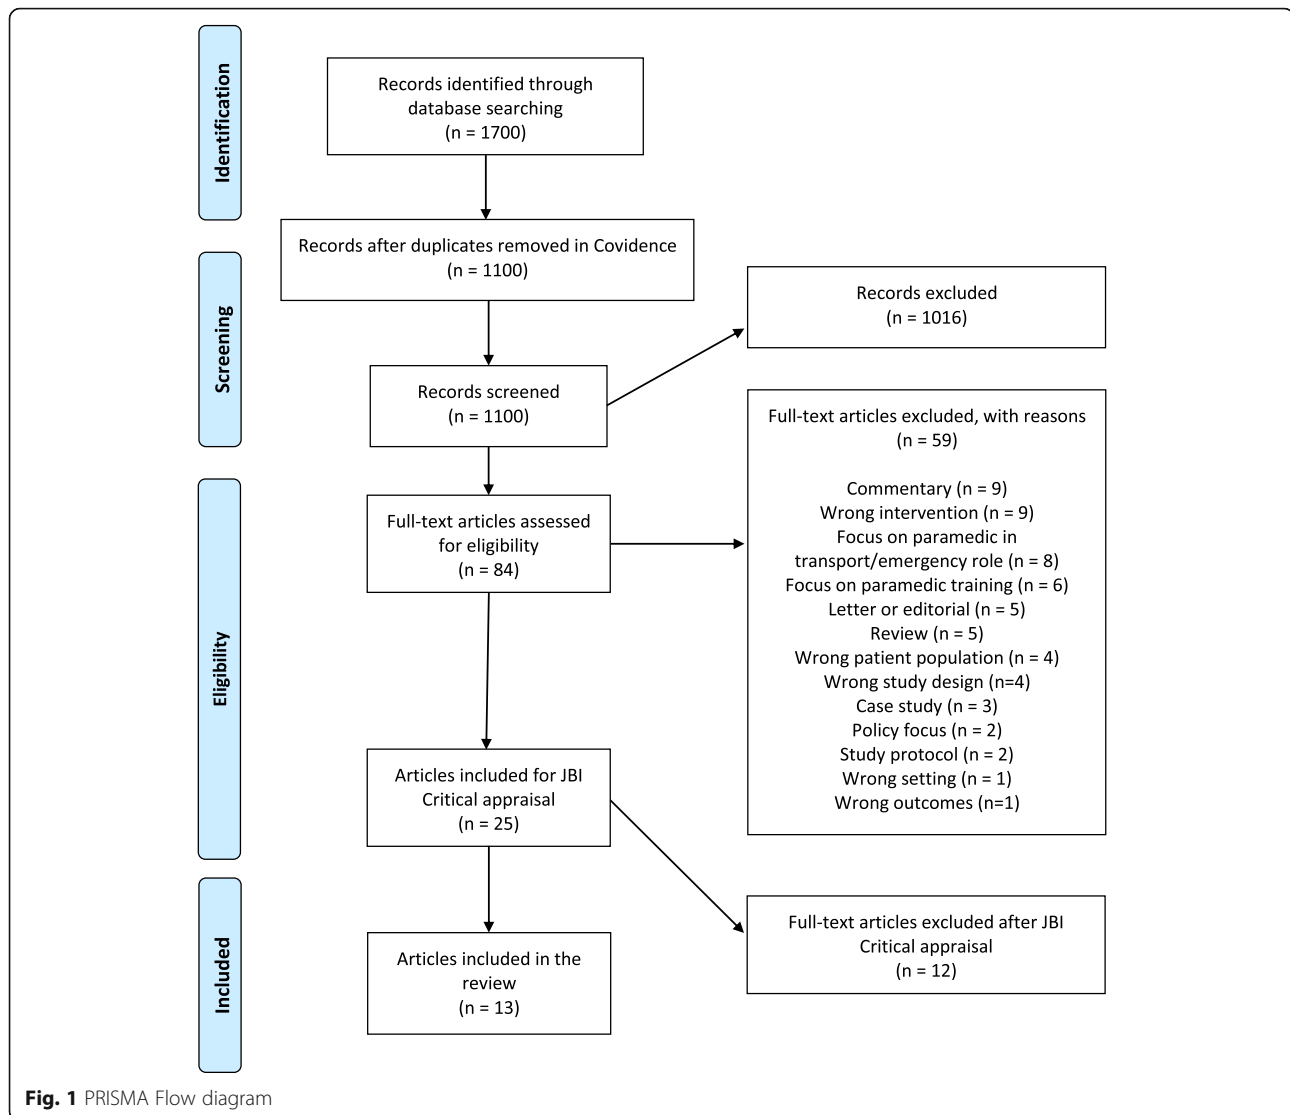 Identification
Records identified through
database searching
(n = 1700)
Records after duplicates removed in Covidence
(n = 1100)
Screening
Records excluded
(n = 1016)
Records screened
(n = 1100)
Full-text articles excluded, with reasons
(n = 59)
Commentary (n = 9)
Wrong intervention (n = 9)
Focus on paramedic in
transport/emergency role (n = 8)
Focus on paramedic training (n = 6)
Letter or editorial (n = 5)
Review (n = 5)
Wrong patient population (n = 4)
Wrong study design (n=4)
Case study (n = 3)
Policy focus (n = 2)
Study protocol (n = 2)
Wrong setting (n = 1)
Wrong outcomes (n=1)
Eligibility
Full-text articles assessed
for eligibility
(n = 84)
Articles included for JBI
Critical appraisal
(n = 25)
Included
Full-text articles excluded after JBI
Critical appraisal
(n = 12)
Articles included in the
review
(n = 13)
Fig. 1 PRISMA Flow diagram